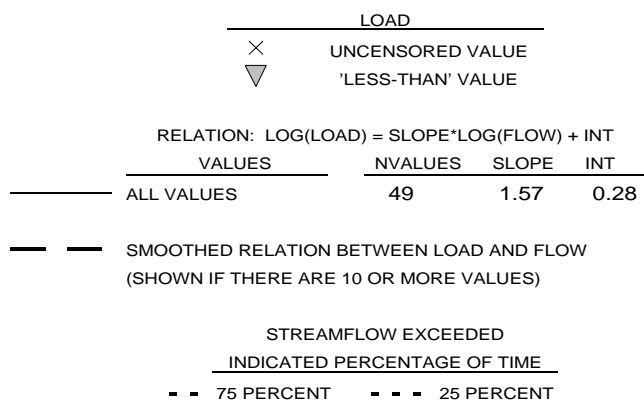 LOAD
UNCENSORED VALUE
'LESS-THAN' VALUE
RELATION: LOG(LOAD) = SLOPE*LOG(FLOW) + INT
VALUES NVALUES SLOPE INT
ALL VALUES 49 1.57 0.28
SMOOTHED RELATION BETWEEN LOAD AND FLOW
(SHOWN IF THERE ARE 10 OR MORE VALUES)
STREAMFLOW EXCEEDED
INDICATED PERCENTAGE OF TIME
75 PERCENT 25 PERCENT